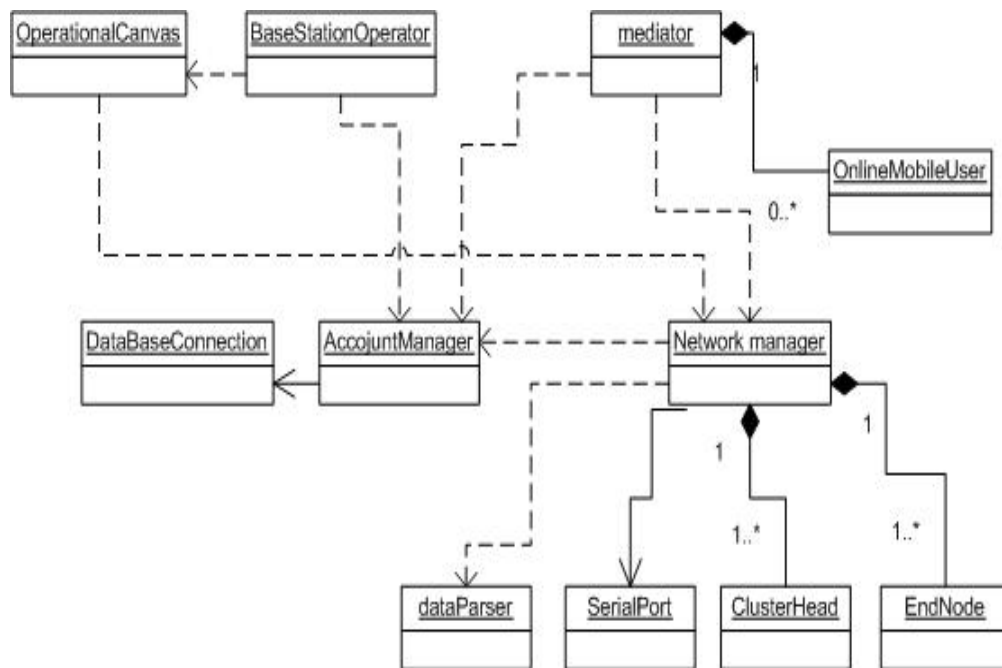 OperationalCanvas
BaseStationOperator
mediator
1
OnlineMobileUser
0..*
DataBaseConnection
AccojuntManager
Network manager
1
1
1..*
1..*
dataParser
SerialPort
ClusterHead
EndNode